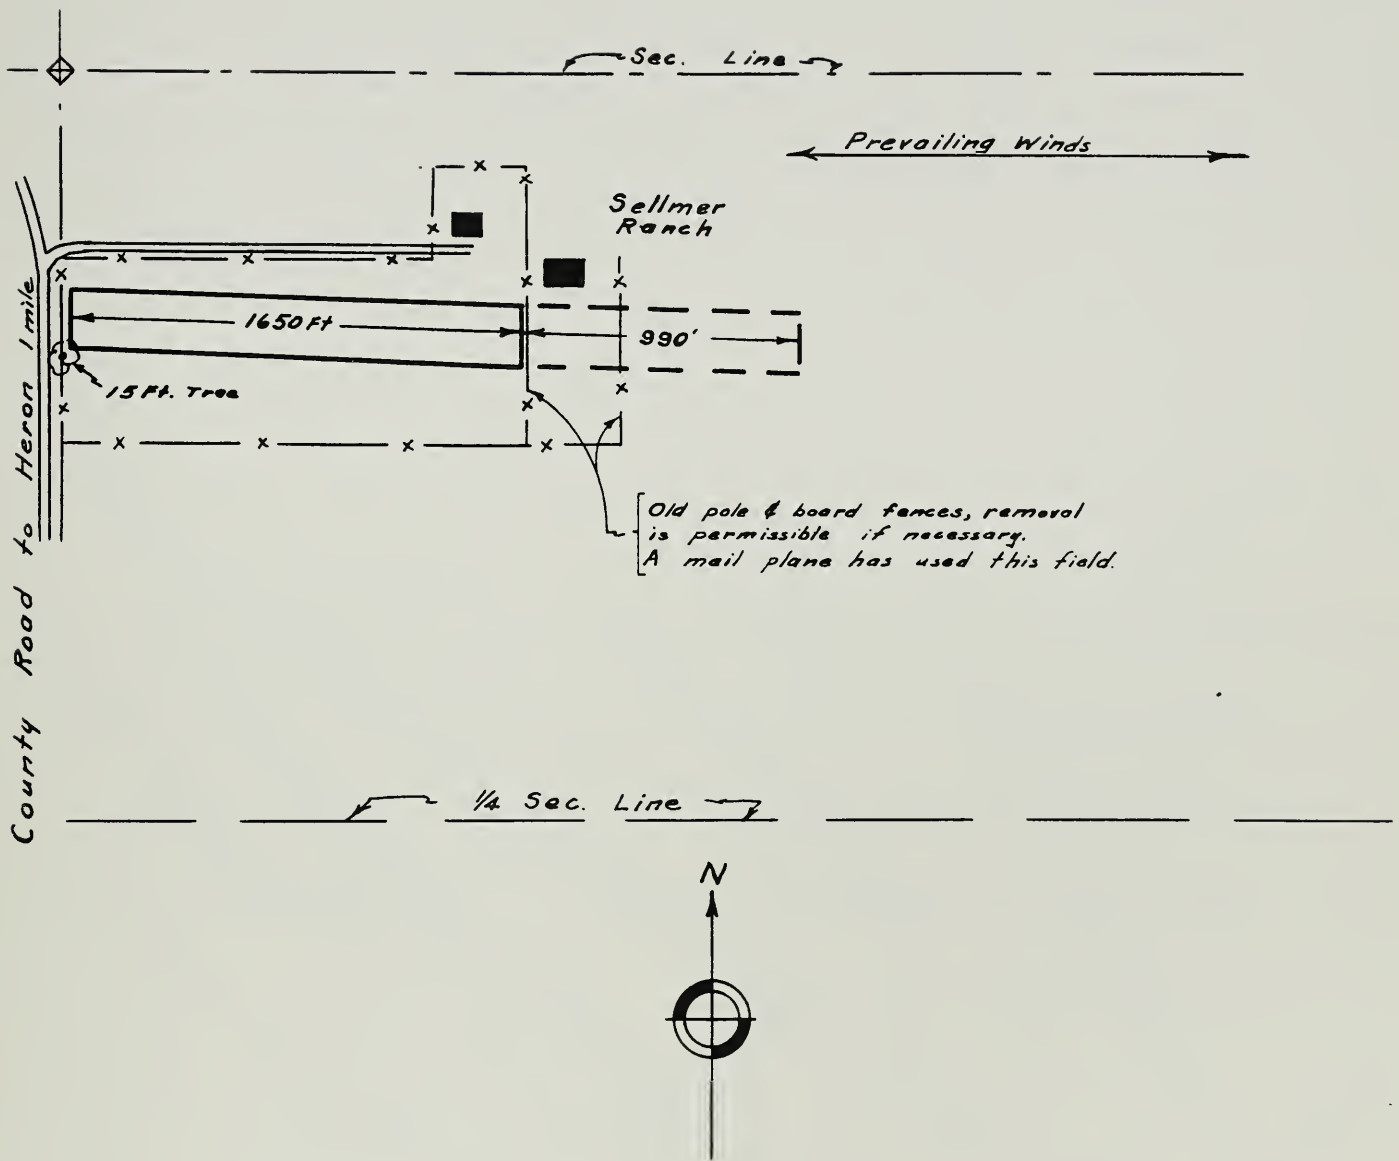 Sec. Line
Prevailing Winds
Sellmer
Ranch
1650 Ft
990'
15 Ft. Tree
County Road to Heron 1 mile
Old pole & board fences, removal
is permissible if necessary.
A mail plane has used this field.
1/4 Sec. Line
N